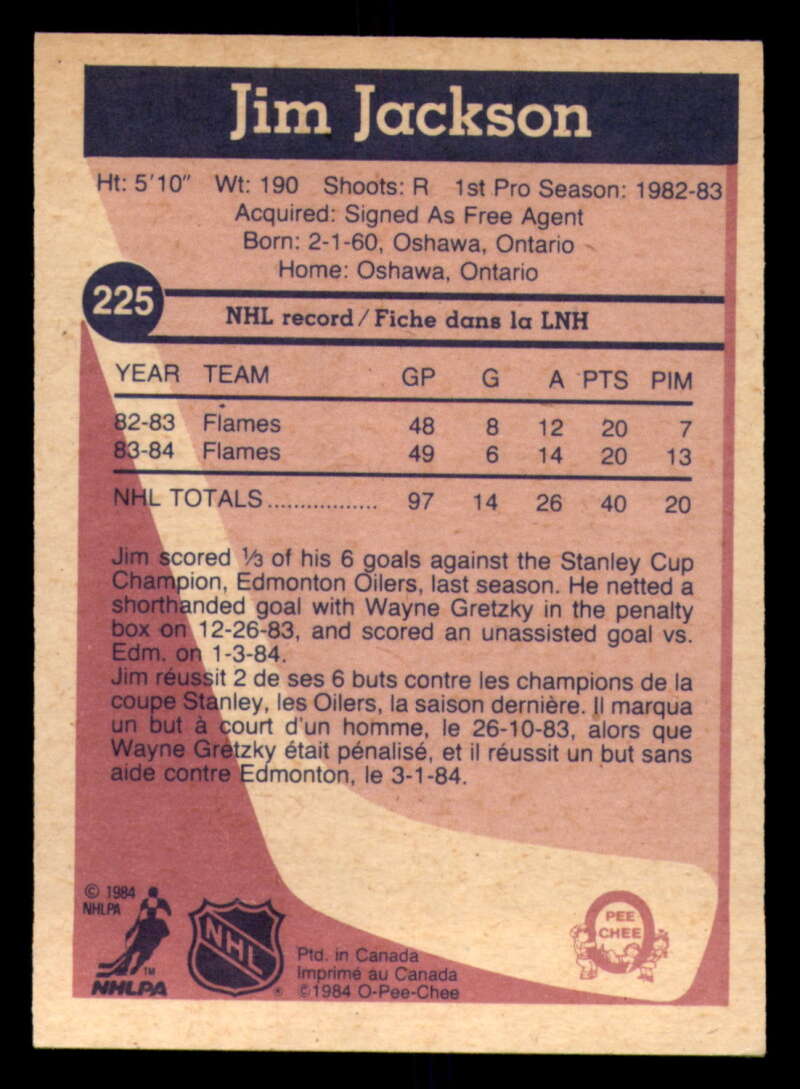 Jim Jackson
Ht: 5'10" Wt: 190 Shoots: R 1st Pro Season: 1982-83
Acquired: Signed As Free Agent
Born: 2-1-60, Oshawa, Ontario
Home: Oshawa, Ontario
225
NHL record/Fiche dans la LNH
YEAR TEAM GP G A PTS PIM
82-83 Flames 48 8 12 20 7
83-84 Flames 49 6 14 20 13
NHL TOTALS................. 97 14 26 40 20
Jim scored ⅓ of his 6 goals against the Stanley Cup
Champion, Edmonton Oilers, last season. He netted a
shorthanded goal with Wayne Gretzky in the penalty
box on 12-26-83, and scored an unassisted goal vs.
Edm. on 1-3-84.
Jim réussit 2 de ses 6 buts contre les champions de la
coupe Stanley, les Oilers, la saison dernière. Il marqua
un but à court d'un homme, le 26-10-83, alors que
Wayne Gretzky était pénalisé, et il réussit un but sans
aide contre Edmonton, le 3-1-84.
© 1984
NHLPA
TM
NHLPA
NHL
®
Ptd. in Canada
Imprimé au Canada
©1984 O-Pee-Chee
PEE
CHEE